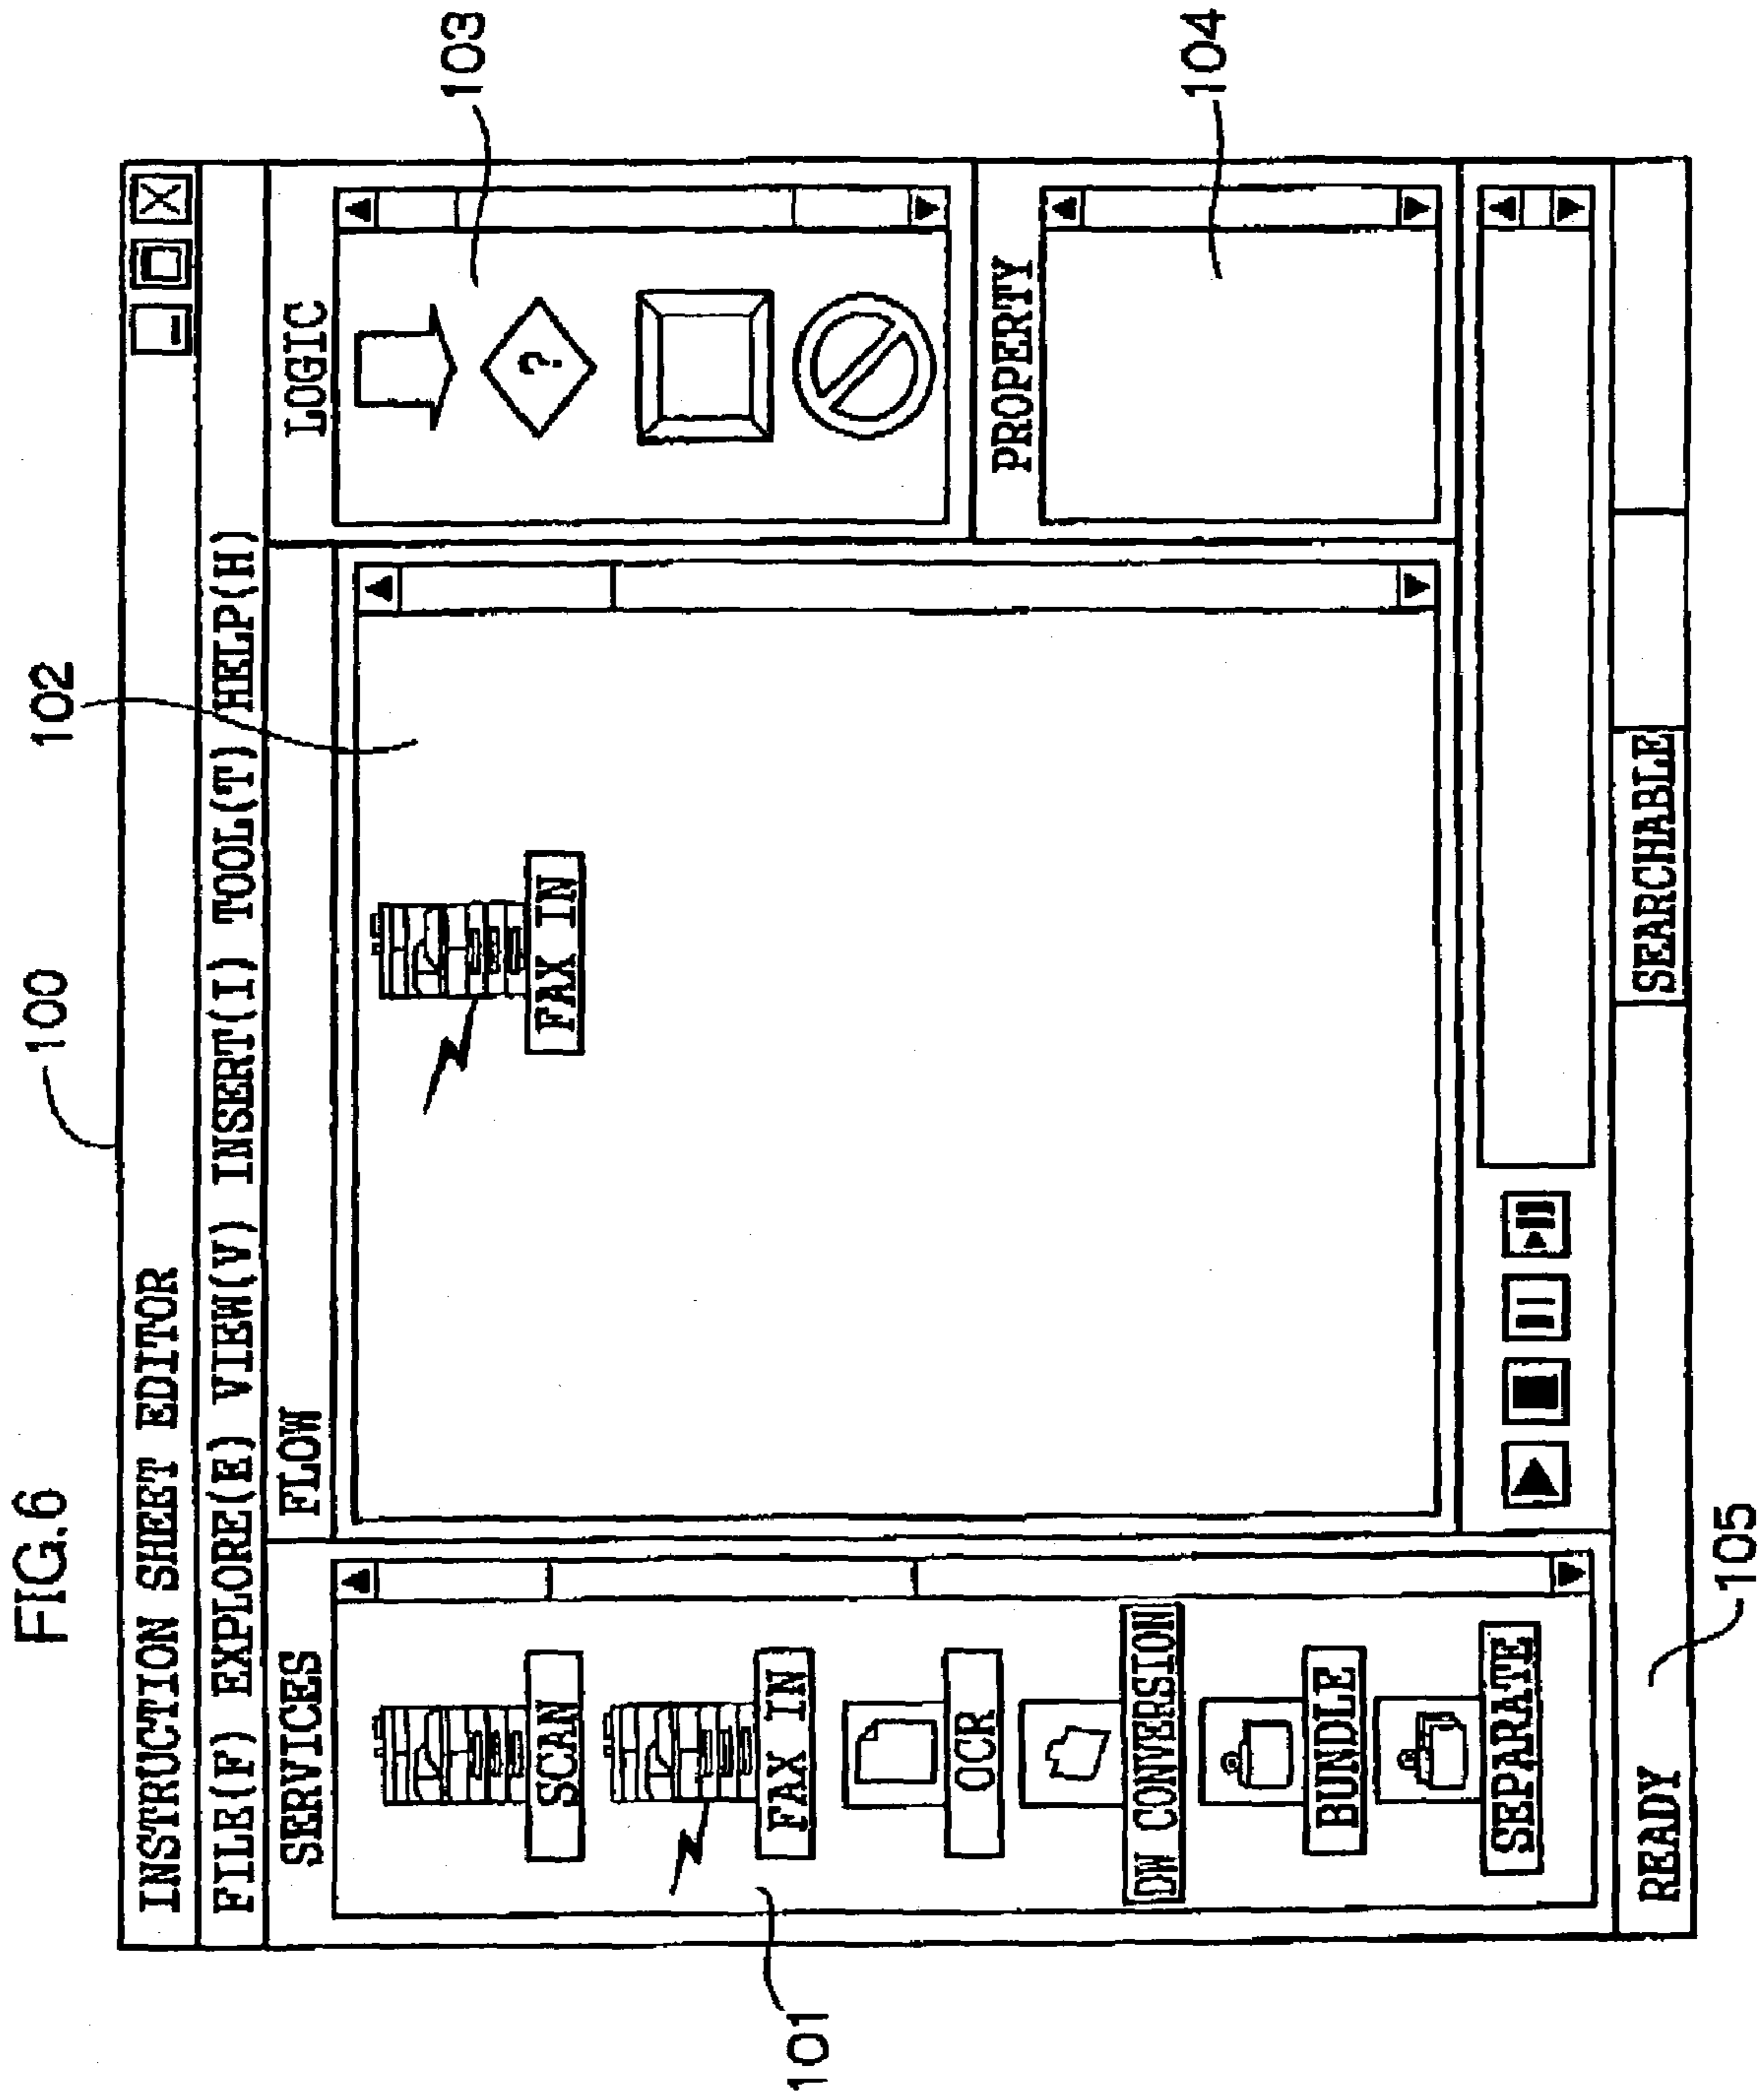 FIG.6
100
102
103
INSTRUCTION SHEET EDITOR
FILE(F) EXPLORE(E) VIEW(V) INSERT(I) TOOL(T) HELP(H)
SERVICES
FLOW
LOGIC
SCAN
FAX IN
OCR
DW CONVERSION
BUNDLE
SEPARATE
FAX IN
?
PROPERTY
101
104
READY
SEARCHABLE
105